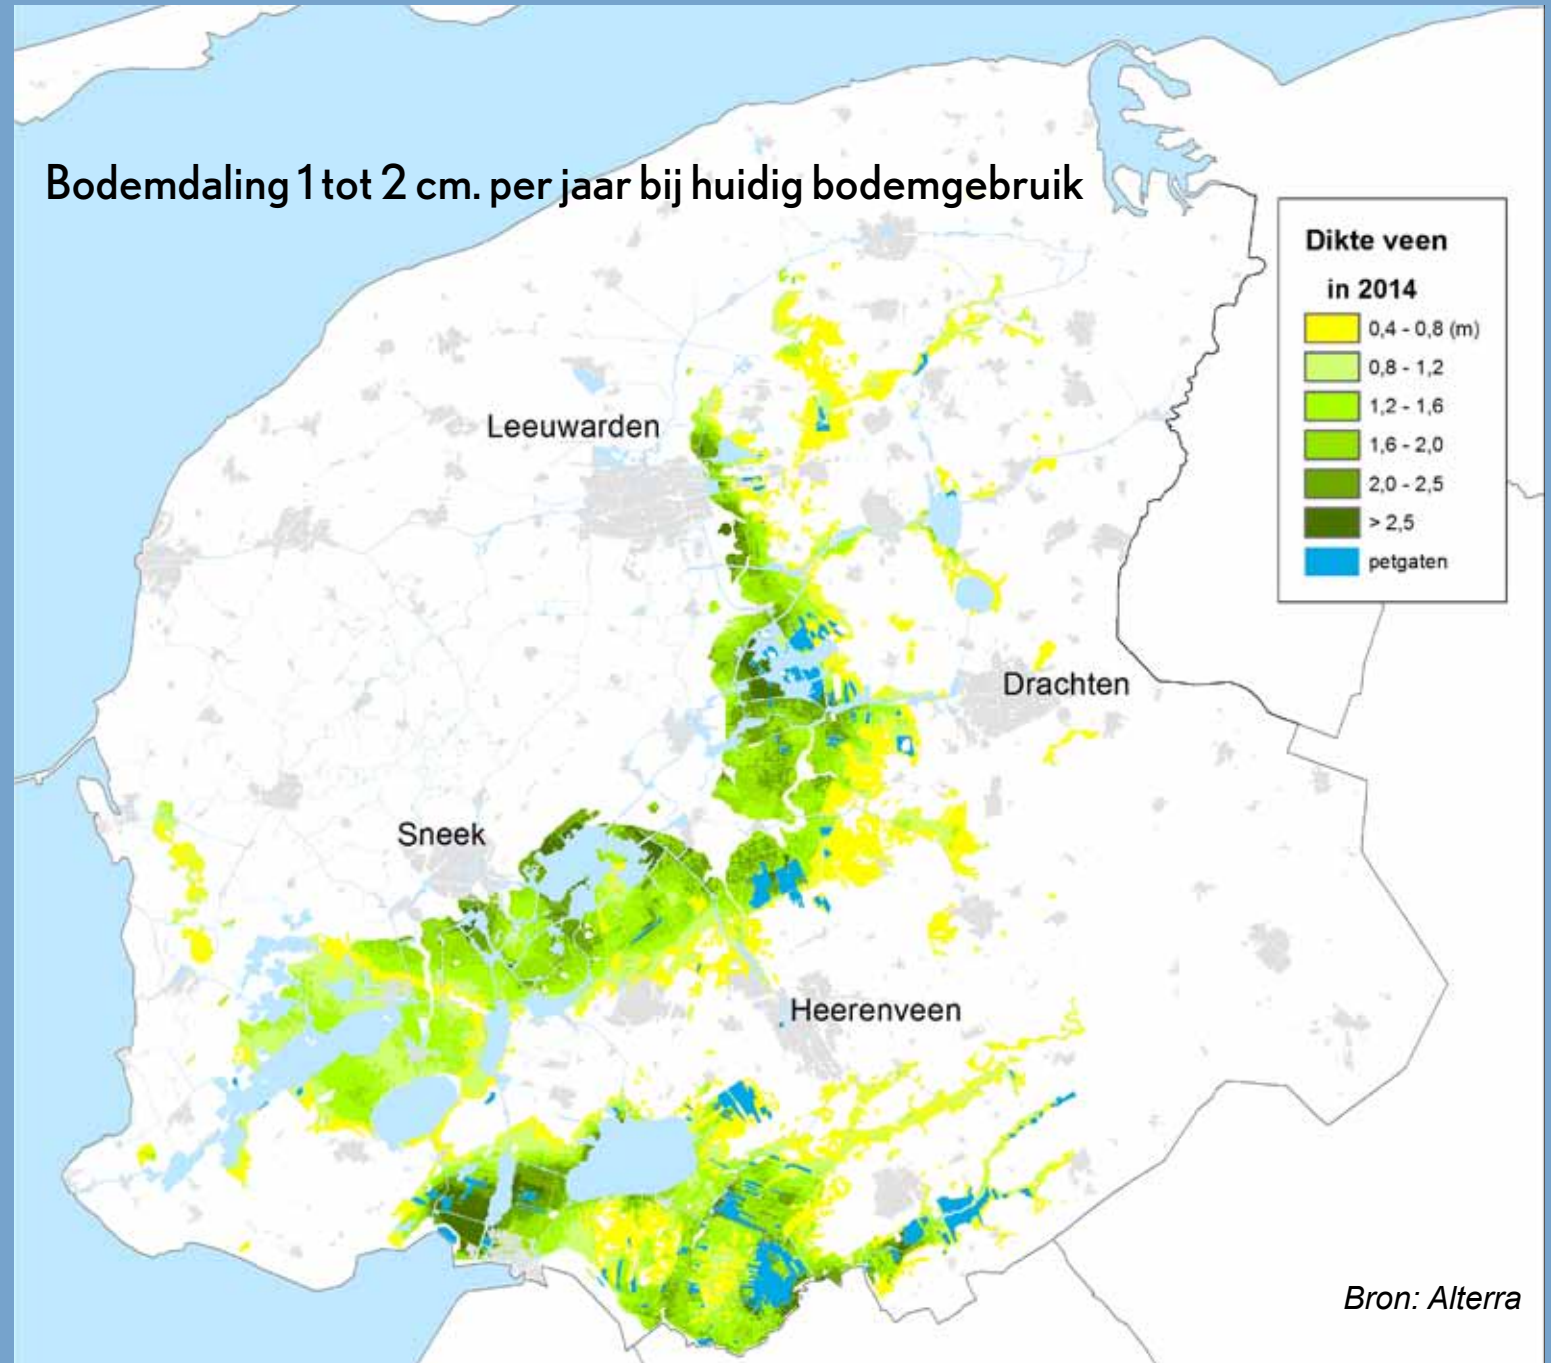 Bodemdaling 1 tot 2 cm. per jaar bij huidig bodemgebruik
Dikte veen
in 2014
0,4 - 0,8 (m)
0,8 - 1,2
1,2 - 1,6
1,6 - 2,0
2,0 - 2,5
> 2,5
petgaten
Leeuwarden
Drachten
Sneek
Heerenveen
Bron: Alterra